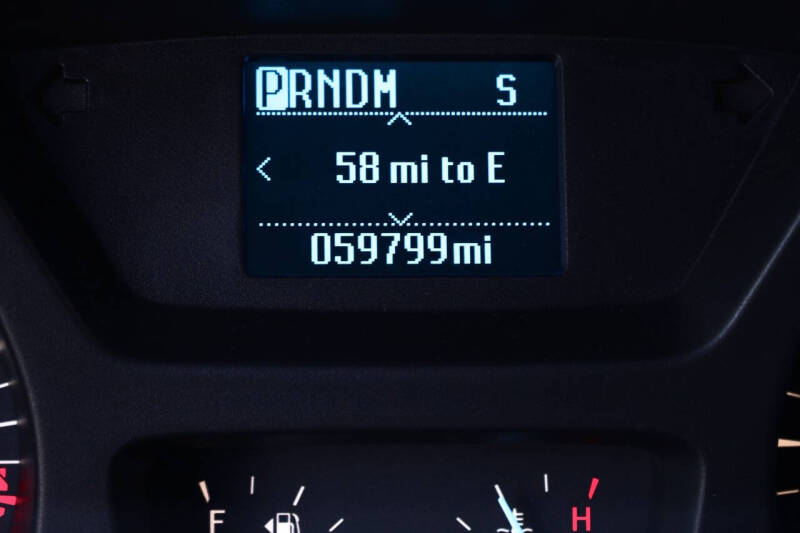 PRNDM S
58 mi to E
059799mi
F H